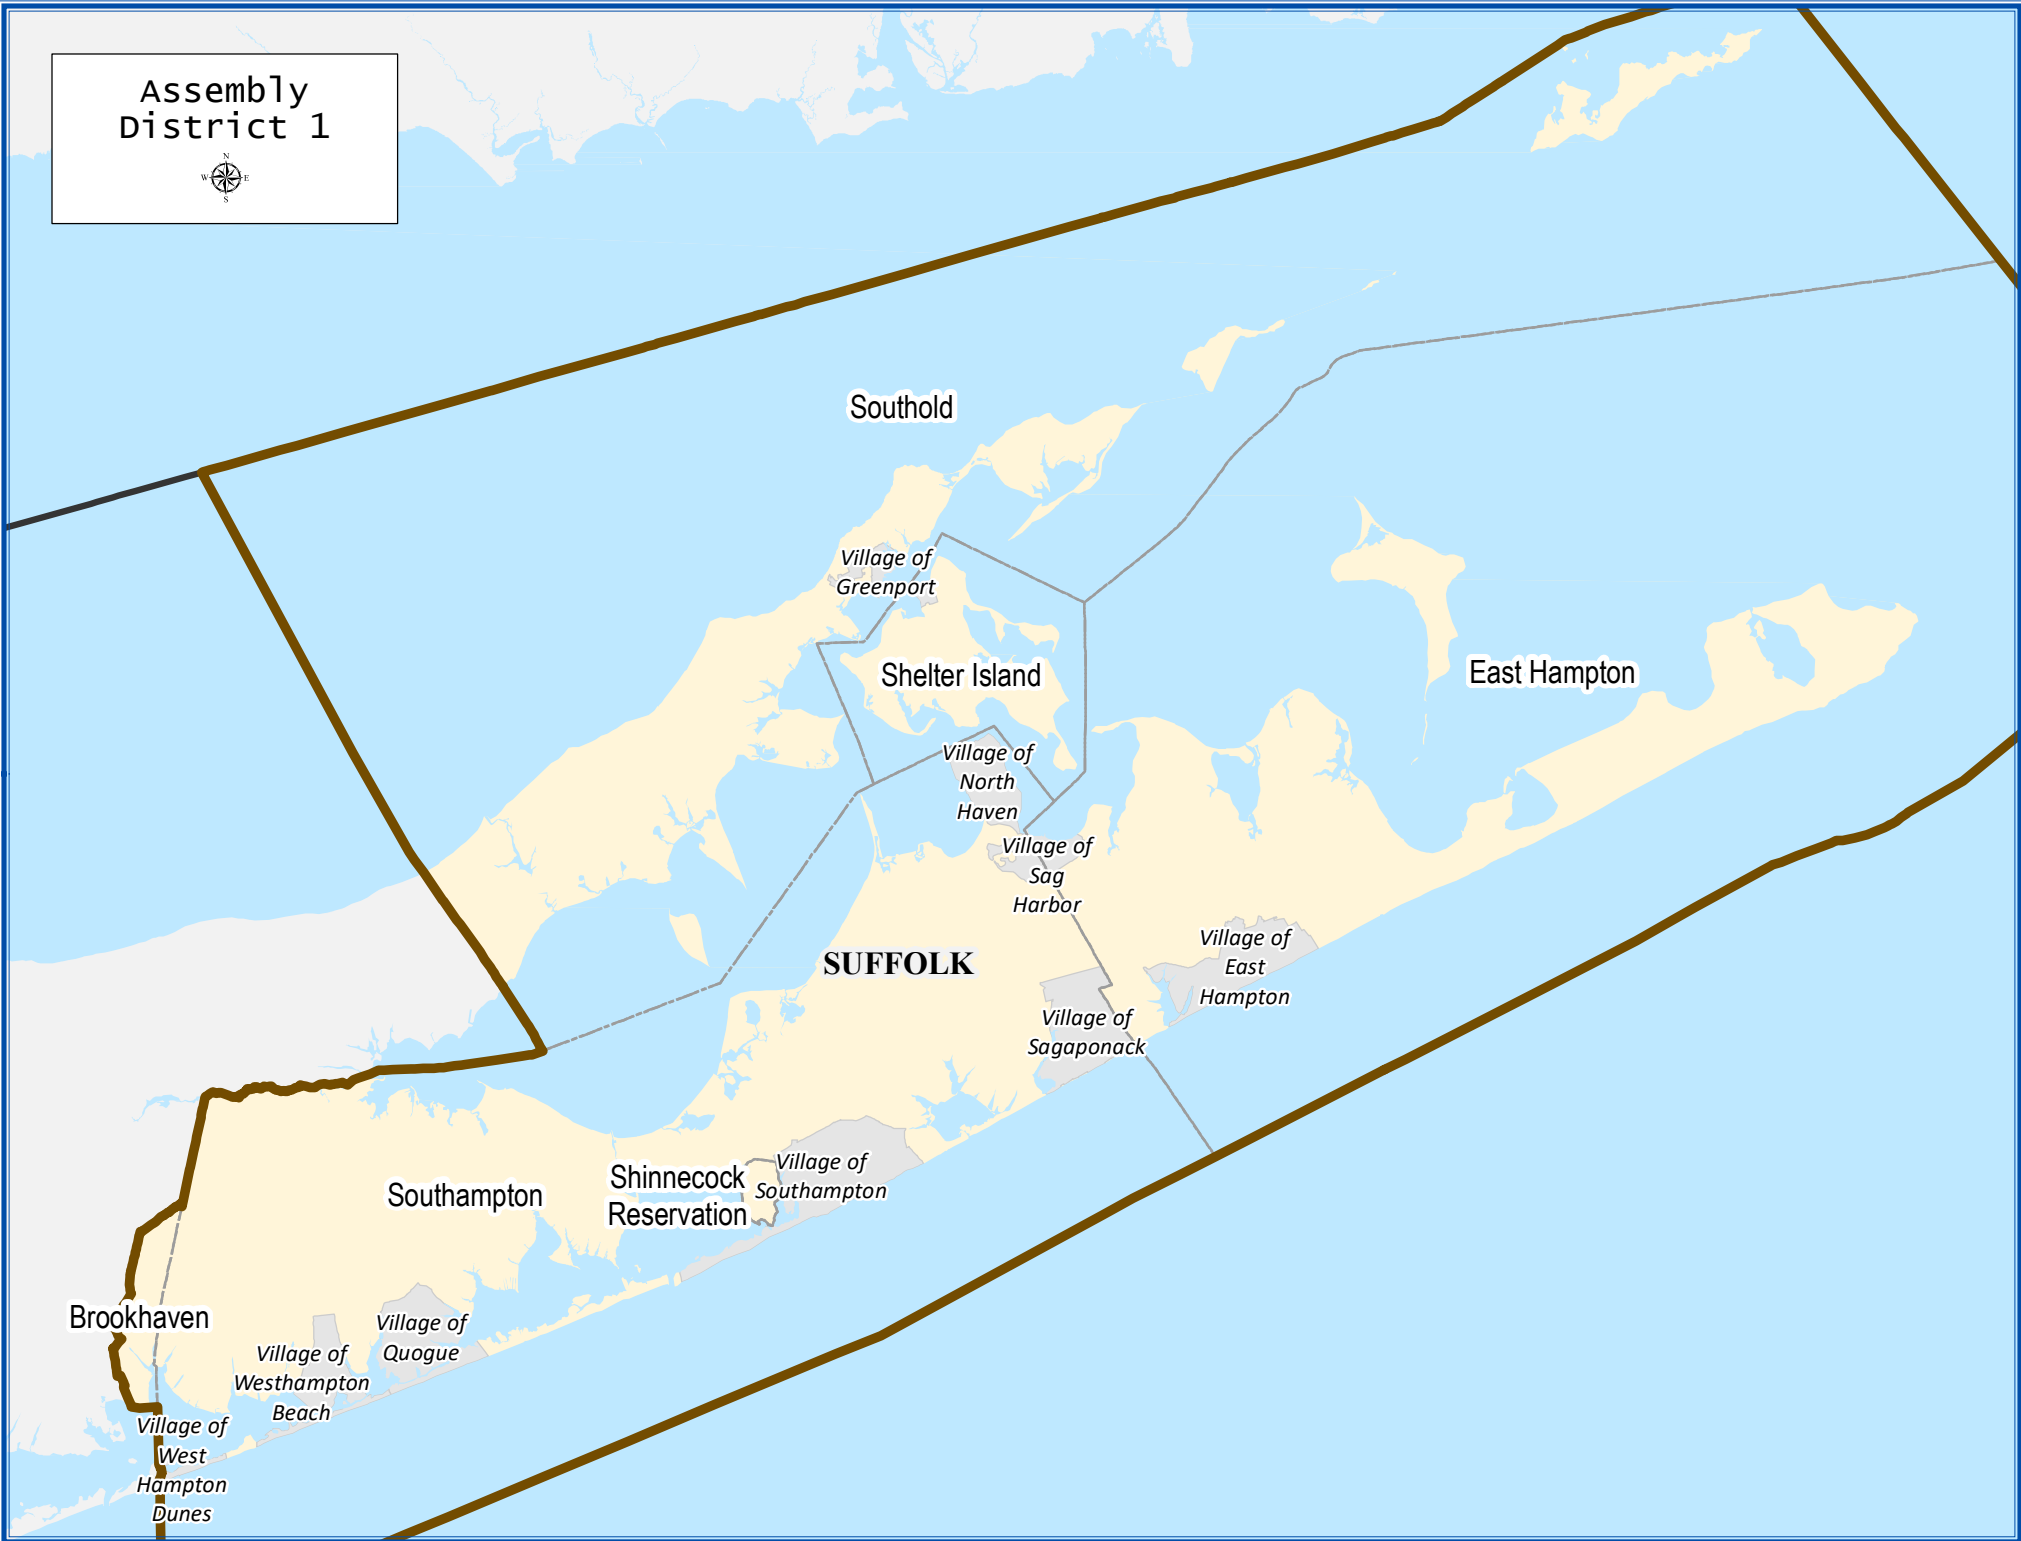 Assembly
District 1
N
W E
S
Southold
Village of
Greenport
Shelter Island
East Hampton
Village of
North
Haven
Village of
Sag
Harbor
Village of
East
Hampton
SUFFOLK
Village of
Sagaponack
Village of
Southampton
Shinnecock
Reservation
Southampton
Brookhaven
Village of
Quogue
Village of
Westhampton
Beach
Village of
West
Hampton
Dunes